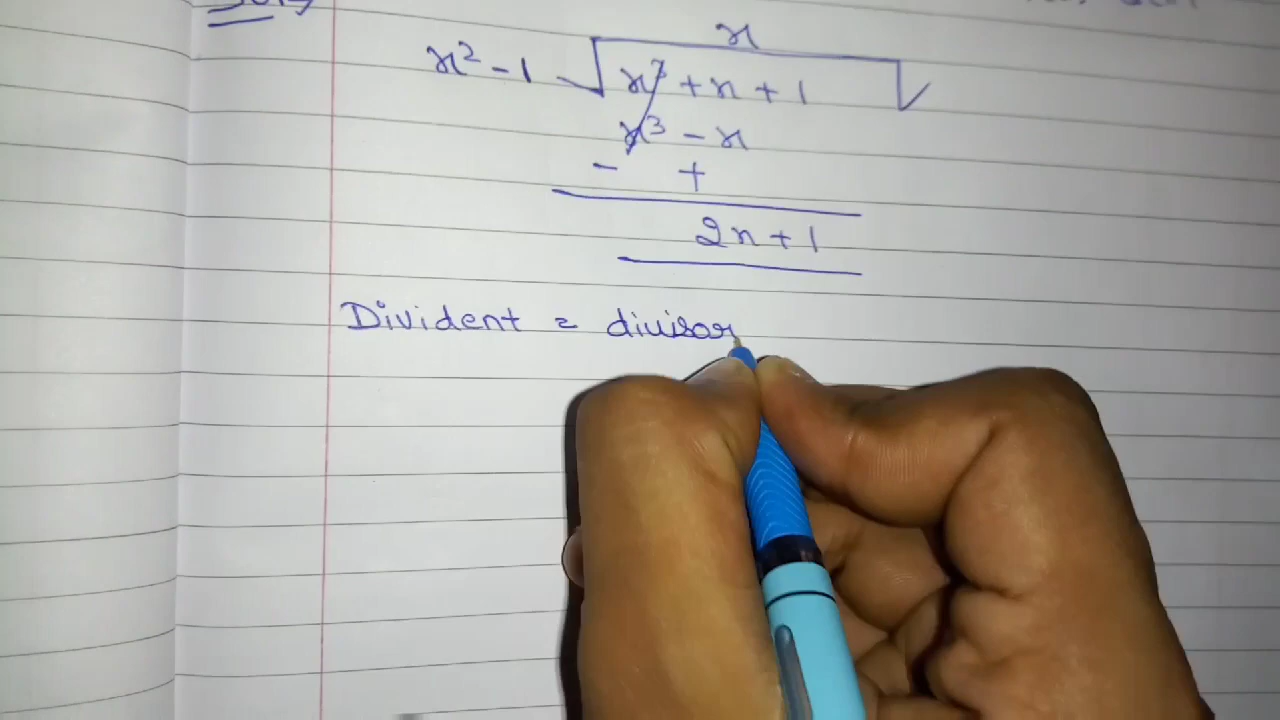 x
x² - 1 √ x³ + x + 1
x³ - x
- +
2x + 1
Divident = divisor